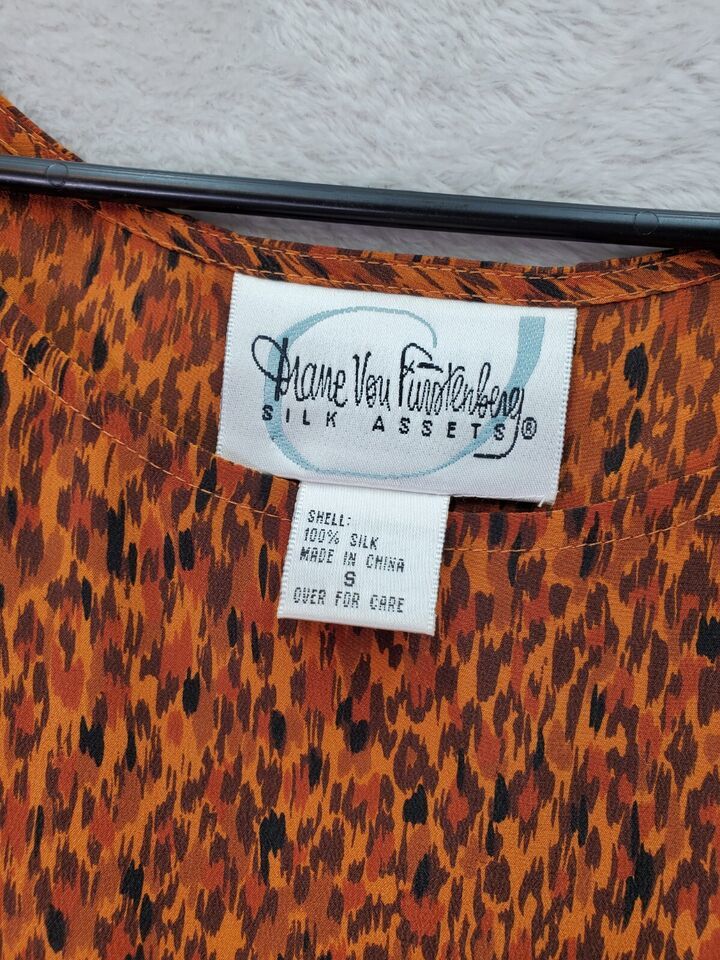 Diane Von Furstenberg
SILK ASSETS®
SHELL:
100% SILK
MADE IN CHINA
S
OVER FOR CARE